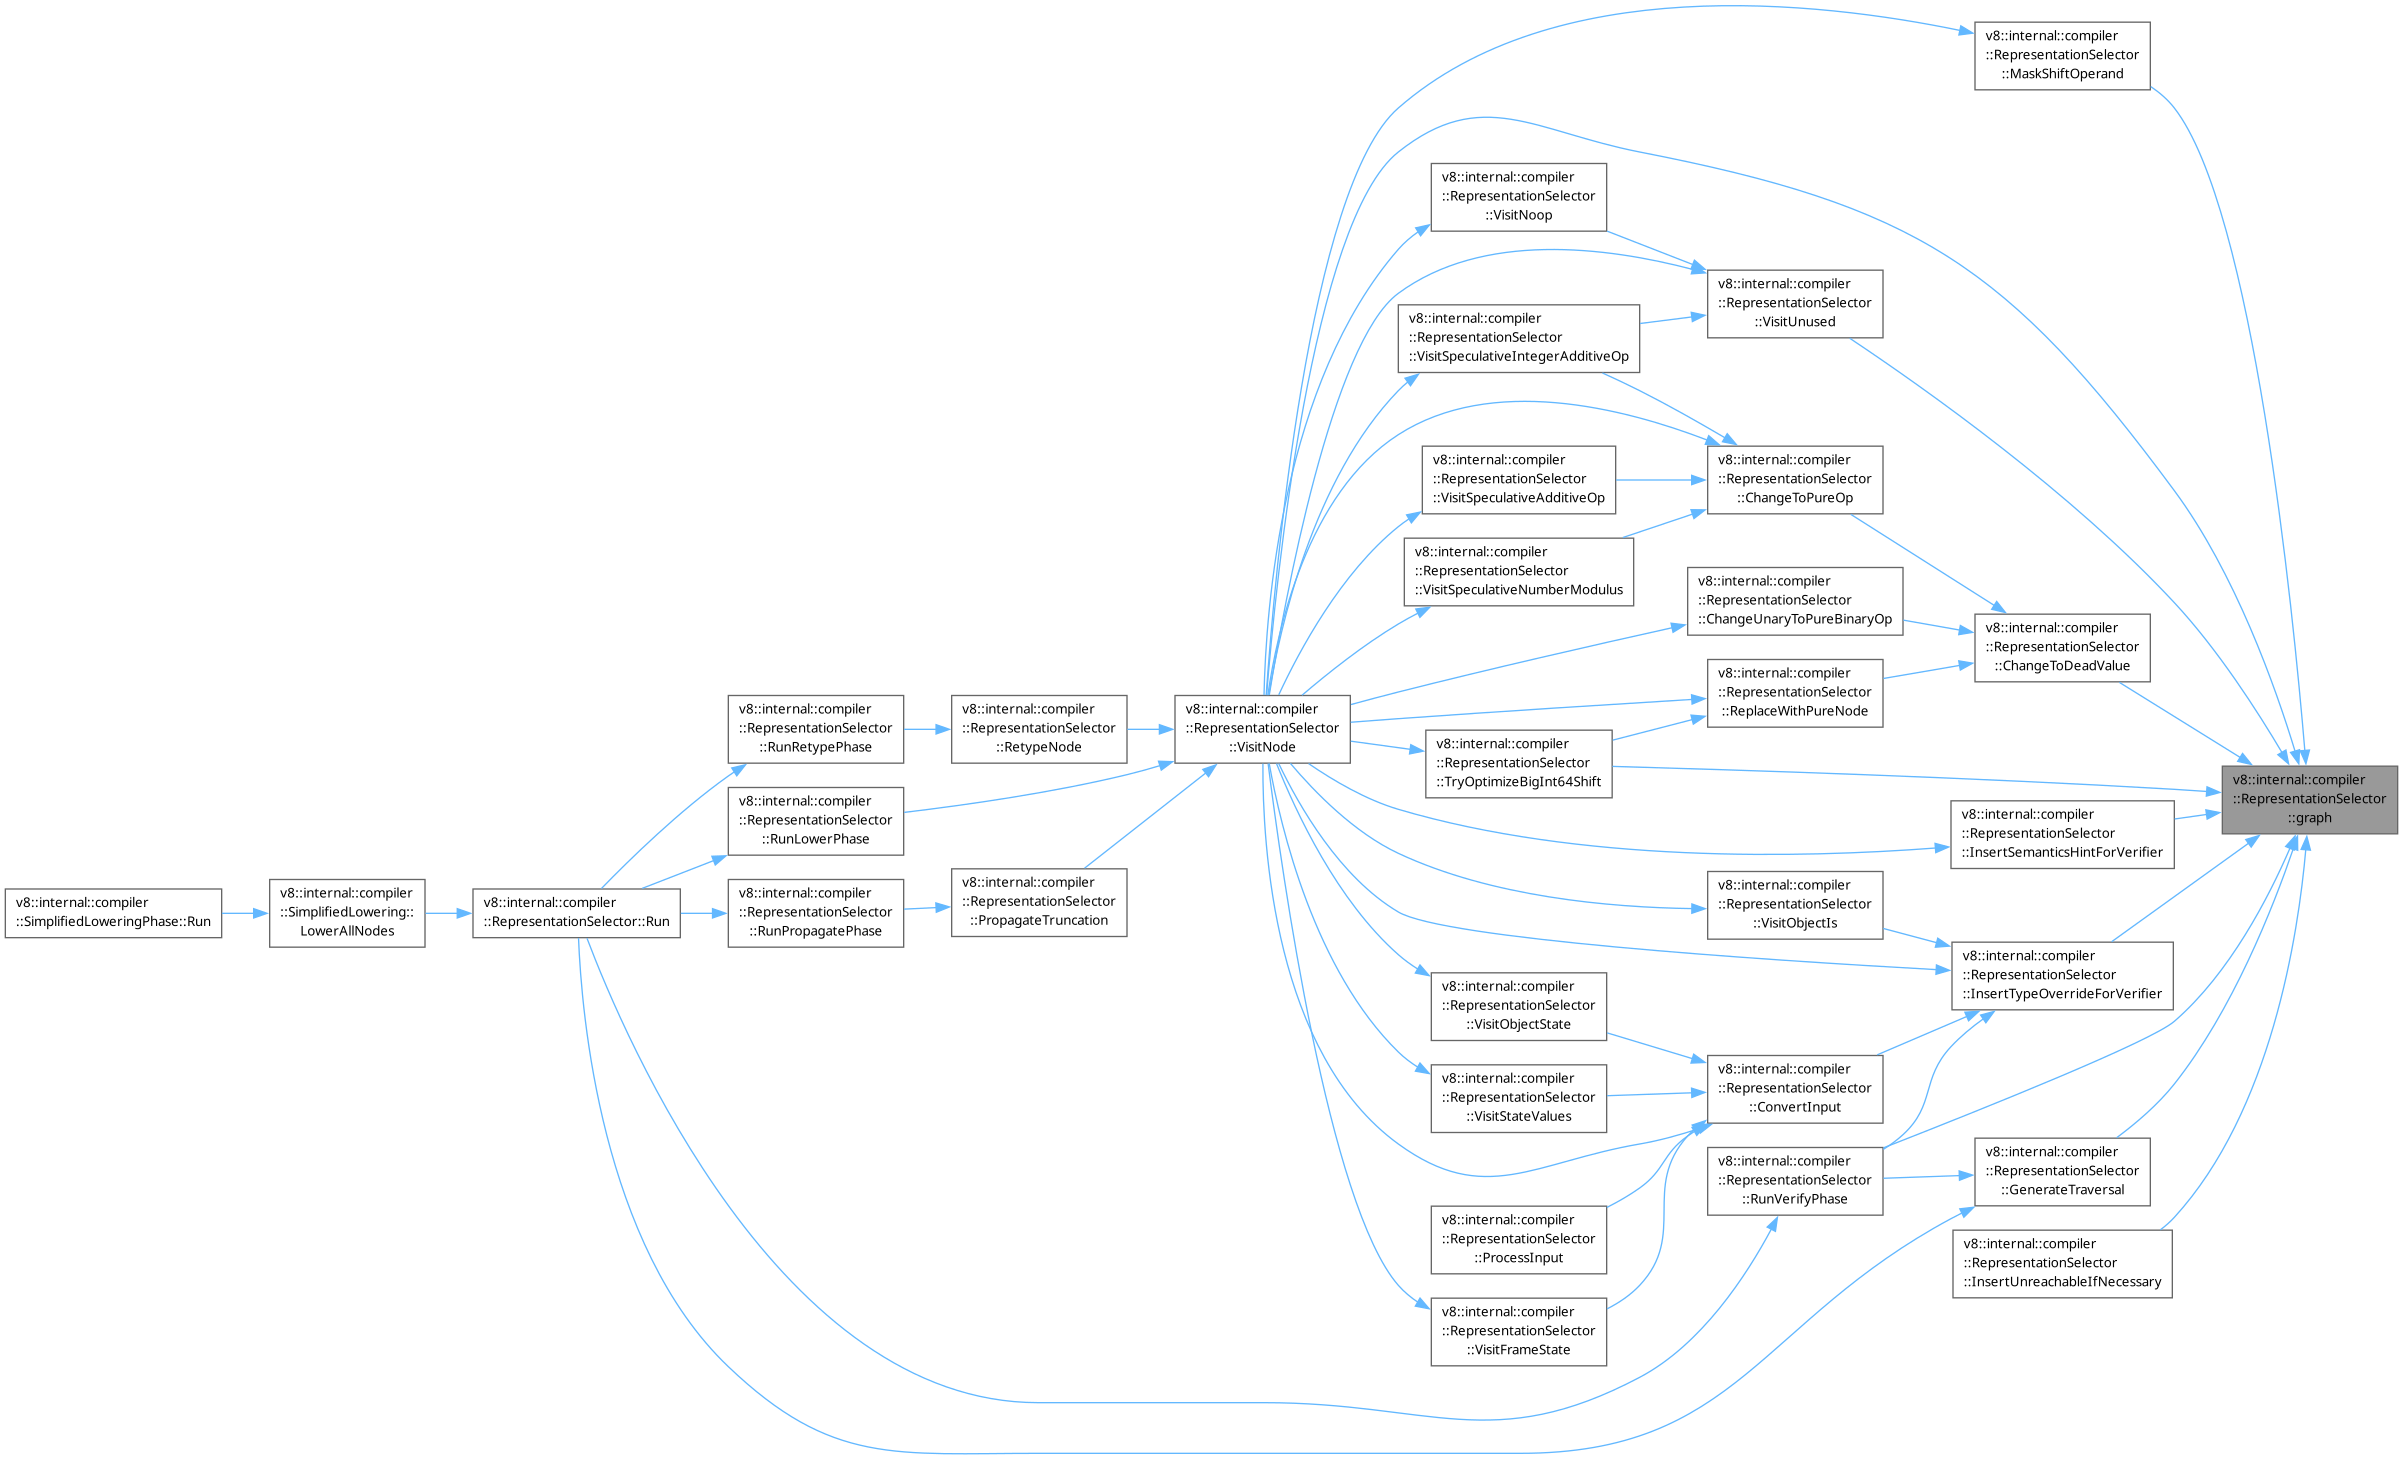 v8::internal::compiler
::RepresentationSelector
::MaskShiftOperand
v8::internal::compiler
::RepresentationSelector
::VisitNoop
v8::internal::compiler
::RepresentationSelector
::VisitUnused
v8::internal::compiler
::RepresentationSelector
::VisitSpeculativeIntegerAdditiveOp
v8::internal::compiler
::RepresentationSelector
::VisitSpeculativeAdditiveOp
v8::internal::compiler
::RepresentationSelector
::ChangeToPureOp
v8::internal::compiler
::RepresentationSelector
::VisitSpeculativeNumberModulus
v8::internal::compiler
::RepresentationSelector
::ChangeUnaryToPureBinaryOp
v8::internal::compiler
::RepresentationSelector
::ChangeToDeadValue
v8::internal::compiler
::RepresentationSelector
::ReplaceWithPureNode
v8::internal::compiler
::RepresentationSelector
::RunRetypePhase
v8::internal::compiler
::RepresentationSelector
::RetypeNode
v8::internal::compiler
::RepresentationSelector
::VisitNode
v8::internal::compiler
::RepresentationSelector
::TryOptimizeBigInt64Shift
v8::internal::compiler
::RepresentationSelector
::graph
v8::internal::compiler
::RepresentationSelector
::RunLowerPhase
v8::internal::compiler
::RepresentationSelector
::InsertSemanticsHintForVerifier
v8::internal::compiler
::SimplifiedLoweringPhase::Run
v8::internal::compiler
::SimplifiedLowering::
LowerAllNodes
v8::internal::compiler
::RepresentationSelector::Run
v8::internal::compiler
::RepresentationSelector
::RunPropagatePhase
v8::internal::compiler
::RepresentationSelector
::PropagateTruncation
v8::internal::compiler
::RepresentationSelector
::VisitObjectIs
v8::internal::compiler
::RepresentationSelector
::InsertTypeOverrideForVerifier
v8::internal::compiler
::RepresentationSelector
::VisitObjectState
v8::internal::compiler
::RepresentationSelector
::VisitStateValues
v8::internal::compiler
::RepresentationSelector
::ConvertInput
v8::internal::compiler
::RepresentationSelector
::RunVerifyPhase
v8::internal::compiler
::RepresentationSelector
::GenerateTraversal
v8::internal::compiler
::RepresentationSelector
::ProcessInput
v8::internal::compiler
::RepresentationSelector
::InsertUnreachableIfNecessary
v8::internal::compiler
::RepresentationSelector
::VisitFrameState